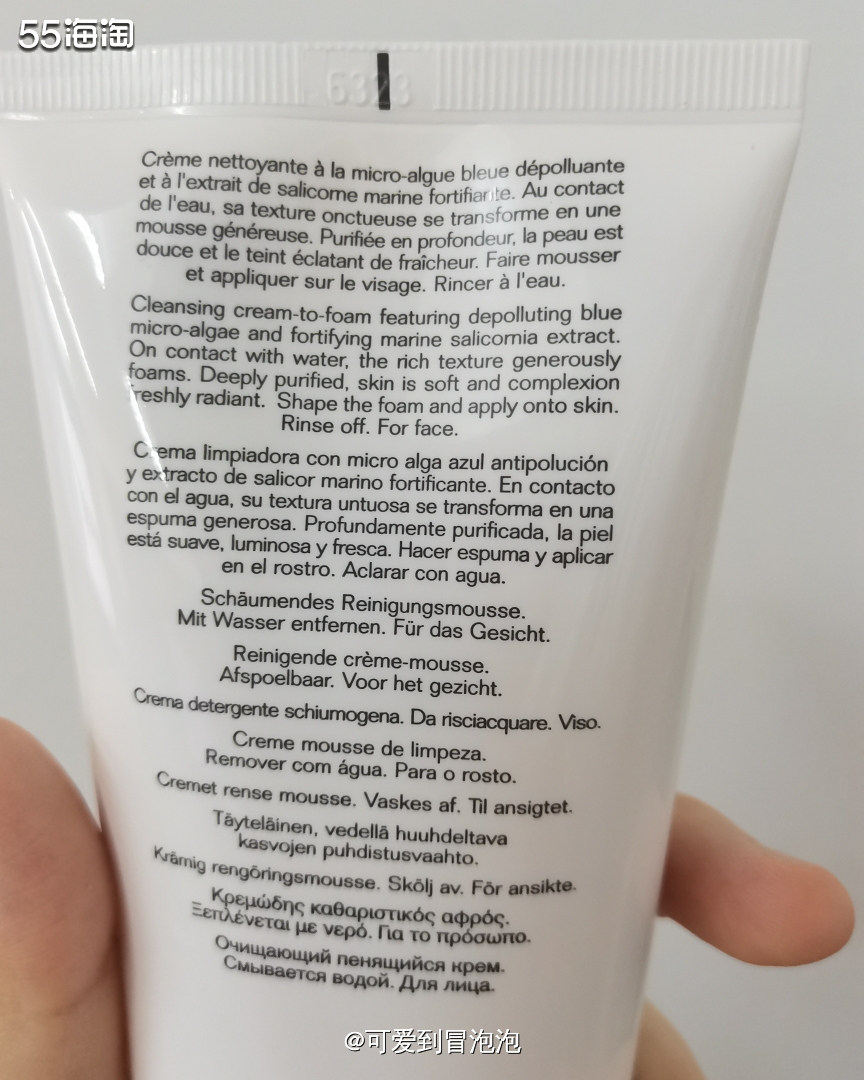 55海淘
6323
Crème nettoyante à la micro-algue bleue dépolluante
et à l'extrait de salicorne marine fortifiante. Au contact
de l'eau, sa texture onctueuse se transforme en une
mousse généreuse. Purifiée en profondeur, la peau est
douce et le teint éclatant de fraîcheur. Faire mousser
et appliquer sur le visage. Rincer à l'eau.
Cleansing cream-to-foam featuring depolluting blue
micro-algae and fortifying marine salicornia extract.
On contact with water, the rich texture generously
foams. Deeply purified, skin is soft and complexion
freshly radiant. Shape the foam and apply onto skin.
Rinse off. For face.
Crema limpiadora con micro alga azul antipolución
y extracto de salicor marino fortificante. En contacto
con el agua, su textura untuosa se transforma en una
espuma generosa. Profundamente purificada, la piel
está suave, luminosa y fresca. Hacer espuma y aplicar
en el rostro. Aclarar con agua.
Schäumendes Reinigungsmousse.
Mit Wasser entfernen. Für das Gesicht.
Reinigende crème-mousse.
Afspoelbaar. Voor het gezicht.
Crema detergente schiumogena. Da risciacquare. Viso.
Creme mousse de limpeza.
Remover com água. Para o rosto.
Cremet rense mousse. Vaskes af. Til ansigtet.
Täyteläinen, vedellä huuhdeltava
kasvojen puhdistusvaahto.
Krämig rengöringsmousse. Skölj av. För ansikte.
Κρεμώδης καθαριστικός αφρός.
Ξεπλένεται με νερό. Για το πρόσωπο.
Очищающий пенящийся крем.
Смывается водой. Для лица.
@可爱到冒泡泡